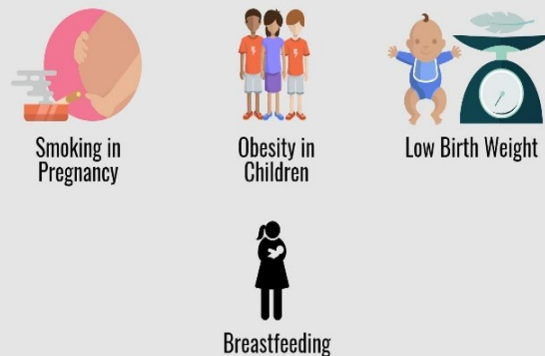 Smoking in
Pregnancy
Obesity in
Children
Low Birth Weight
Breastfeeding